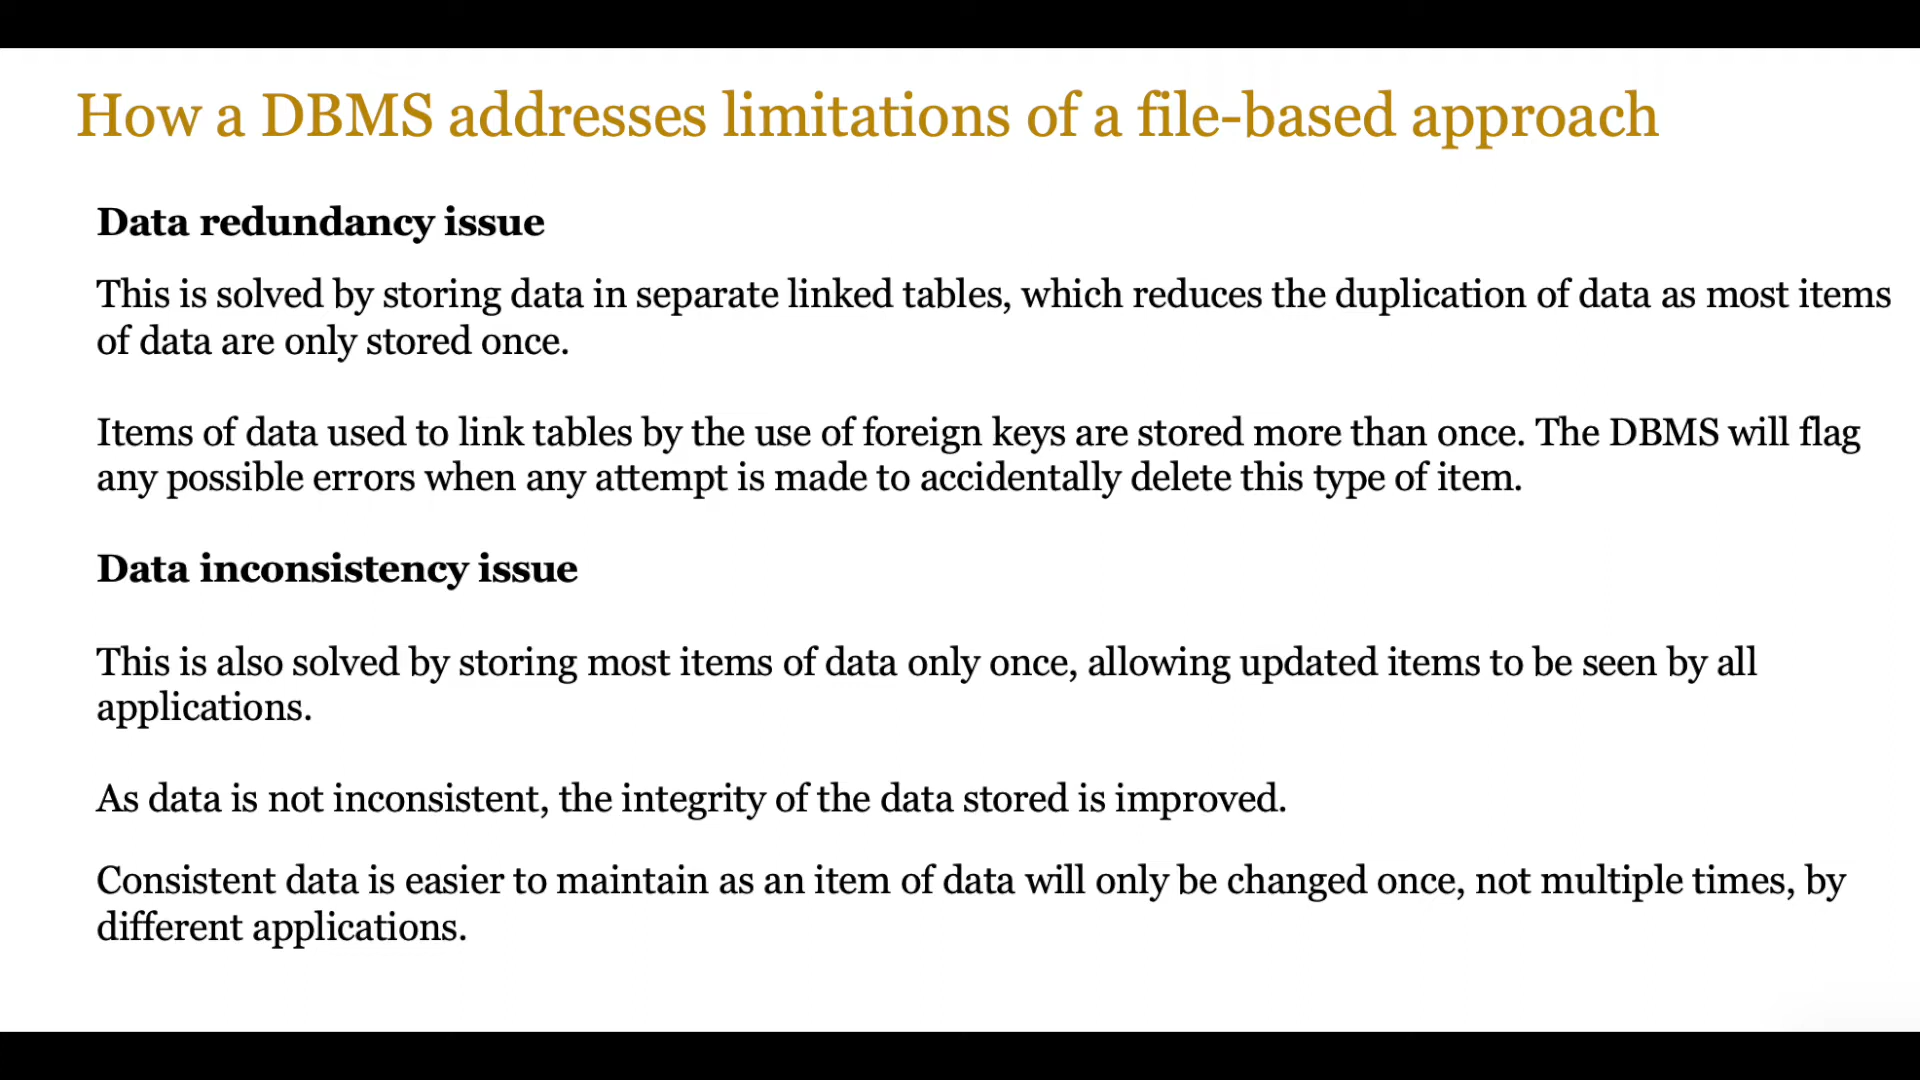 How a DBMS addresses limitations of a file-based approach
Data redundancy issue
This is solved by storing data in separate linked tables, which reduces the duplication of data as most items
of data are only stored once.
Items of data used to link tables by the use of foreign keys are stored more than once. The DBMS will flag
any possible errors when any attempt is made to accidentally delete this type of item.
Data inconsistency issue
This is also solved by storing most items of data only once, allowing updated items to be seen by all
applications.
As data is not inconsistent, the integrity of the data stored is improved.
Consistent data is easier to maintain as an item of data will only be changed once, not multiple times, by
different applications.